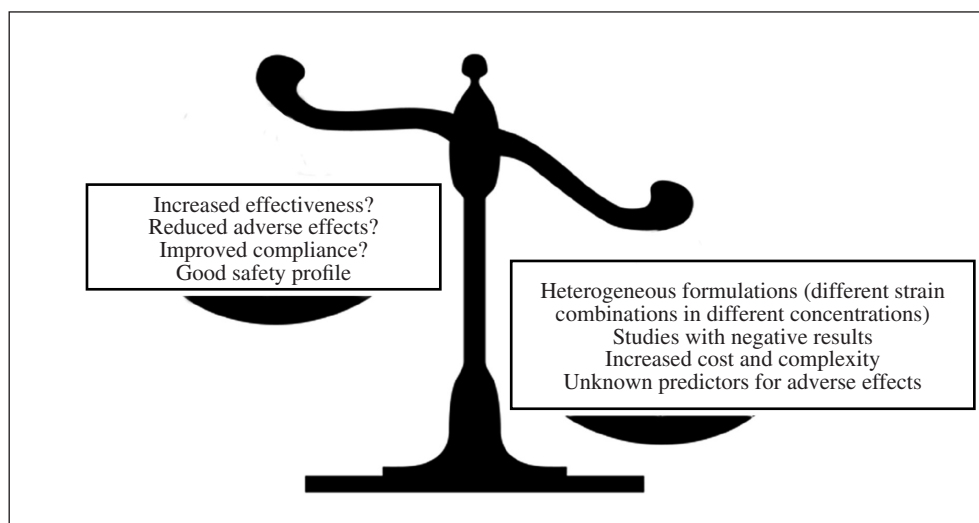 Increased effectiveness?
Reduced adverse effects?
Improved compliance?
Good safety profile
Heterogeneous formulations (different strain
combinations in different concentrations)
Studies with negative results
Increased cost and complexity
Unknown predictors for adverse effects